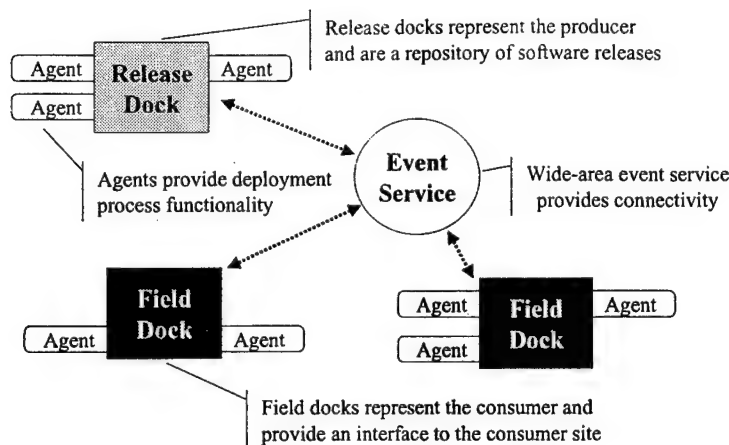 Release docks represent the producer
and are a repository of software releases
Agent
Release
Dock
Agent
Agent
Agents provide deployment
process functionality
Event
Service
Wide-area event service
provides connectivity
Field
Dock
Agent
Agent
Agent
Field
Dock
Agent
Agent
Field docks represent the consumer and
provide an interface to the consumer site